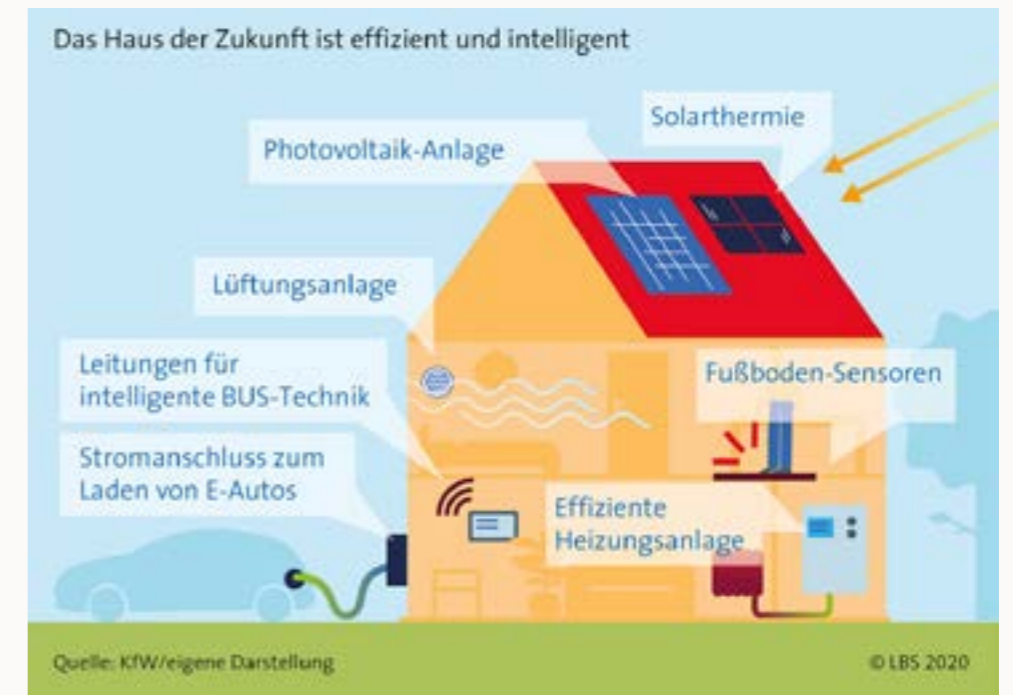 Das Haus der Zukunft ist effizient und intelligent
Solarthermie
Photovoltaik-Anlage
Lüftungsanlage
Leitungen für
intelligente BUS-Technik
Fußboden-Sensoren
Stromanschluss zum
Laden von E-Autos
Effiziente
Heizungsanlage
Quelle: KfW/eigene Darstellung
© LBS 2020